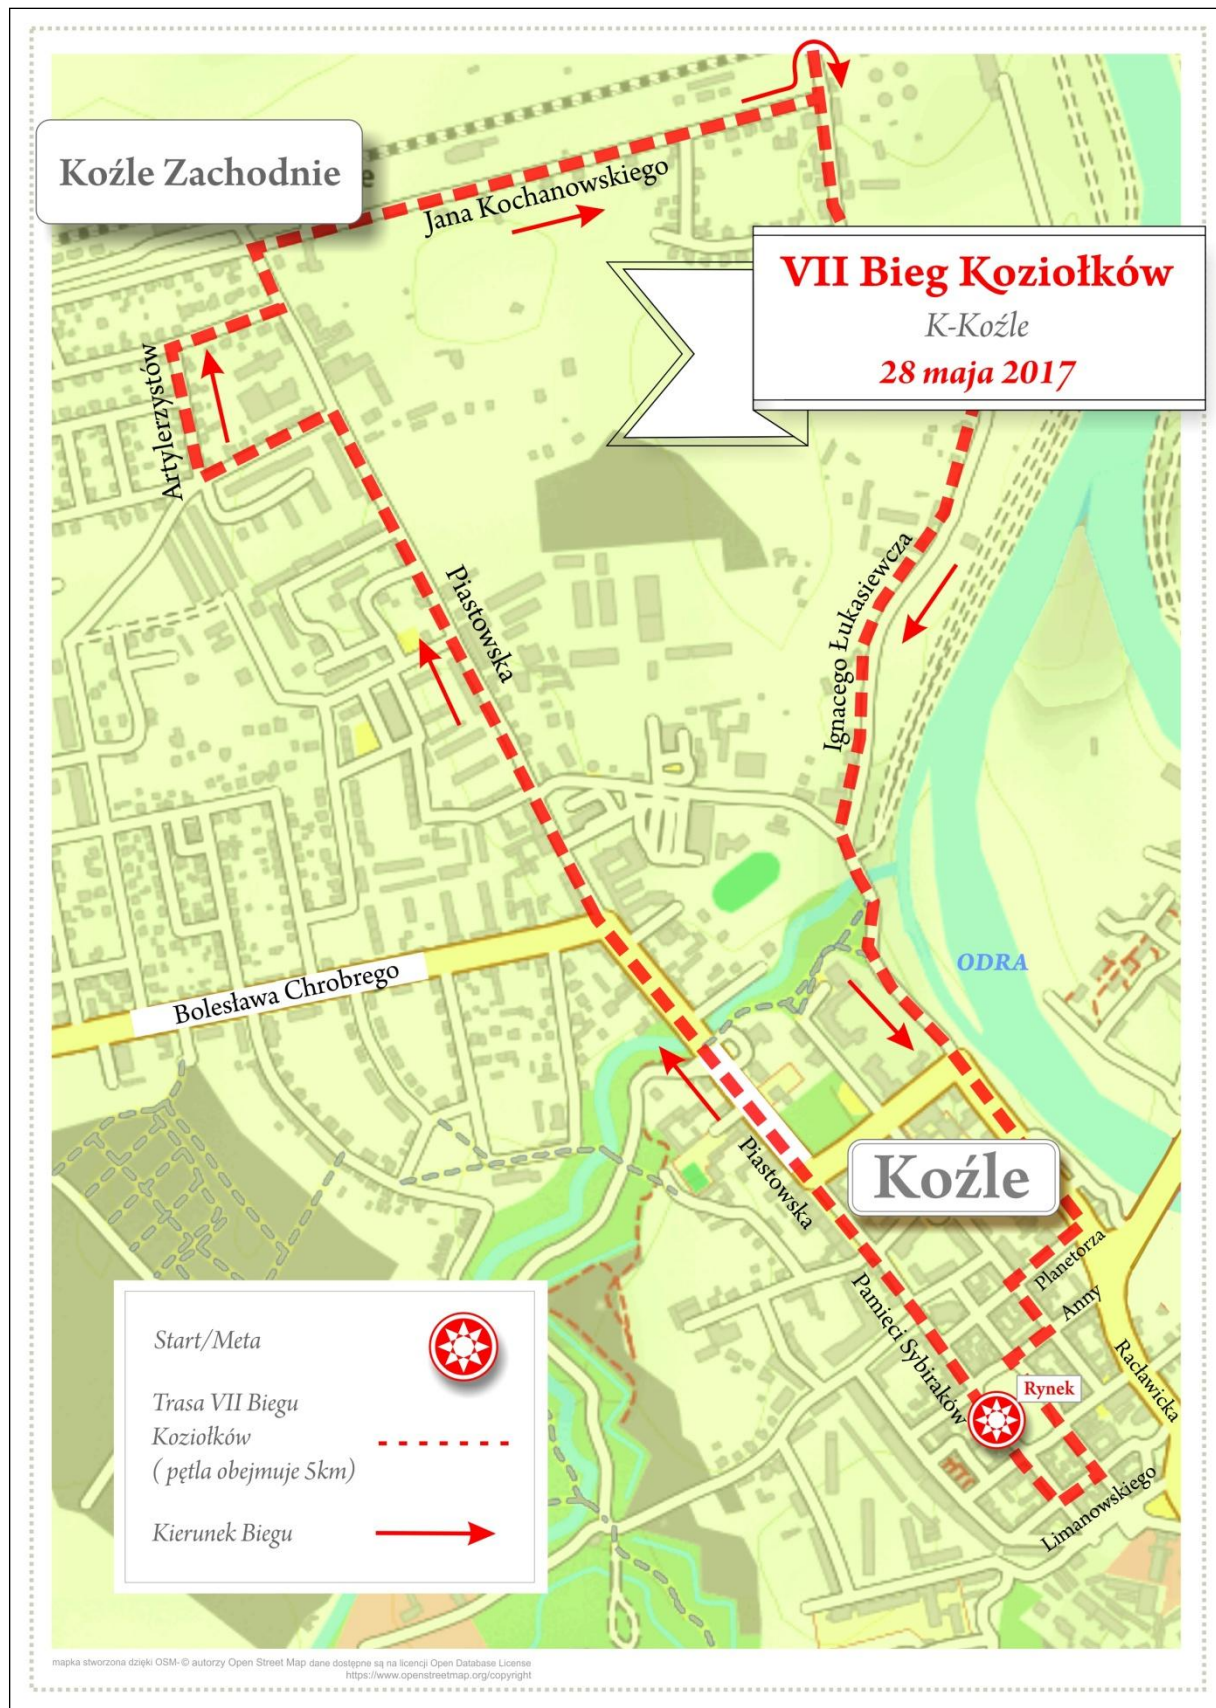 Koźle Zachodnie
e
Jana Kochanowskiego
VII Bieg Koziołków
K-Koźle
28 maja 2017
Artylerzystów
Piastowska
Ignacego Łukasiewcza
Bolesława Chrobrego
ODRA
Piastowska
Koźle
Planetorza
Anny
Pamięci Sybiraków
Racławicka
Rynek
Limanowskiego
Start/Meta
Trasa VII Biegu
Koziołków
( pętla obejmuje 5km)
Kierunek Biegu
mapka stworzona dzięki OSM-© autorzy Open Street Map dane dostępne są na licencji Open Database License
https://www.openstreetmap.org/copyright